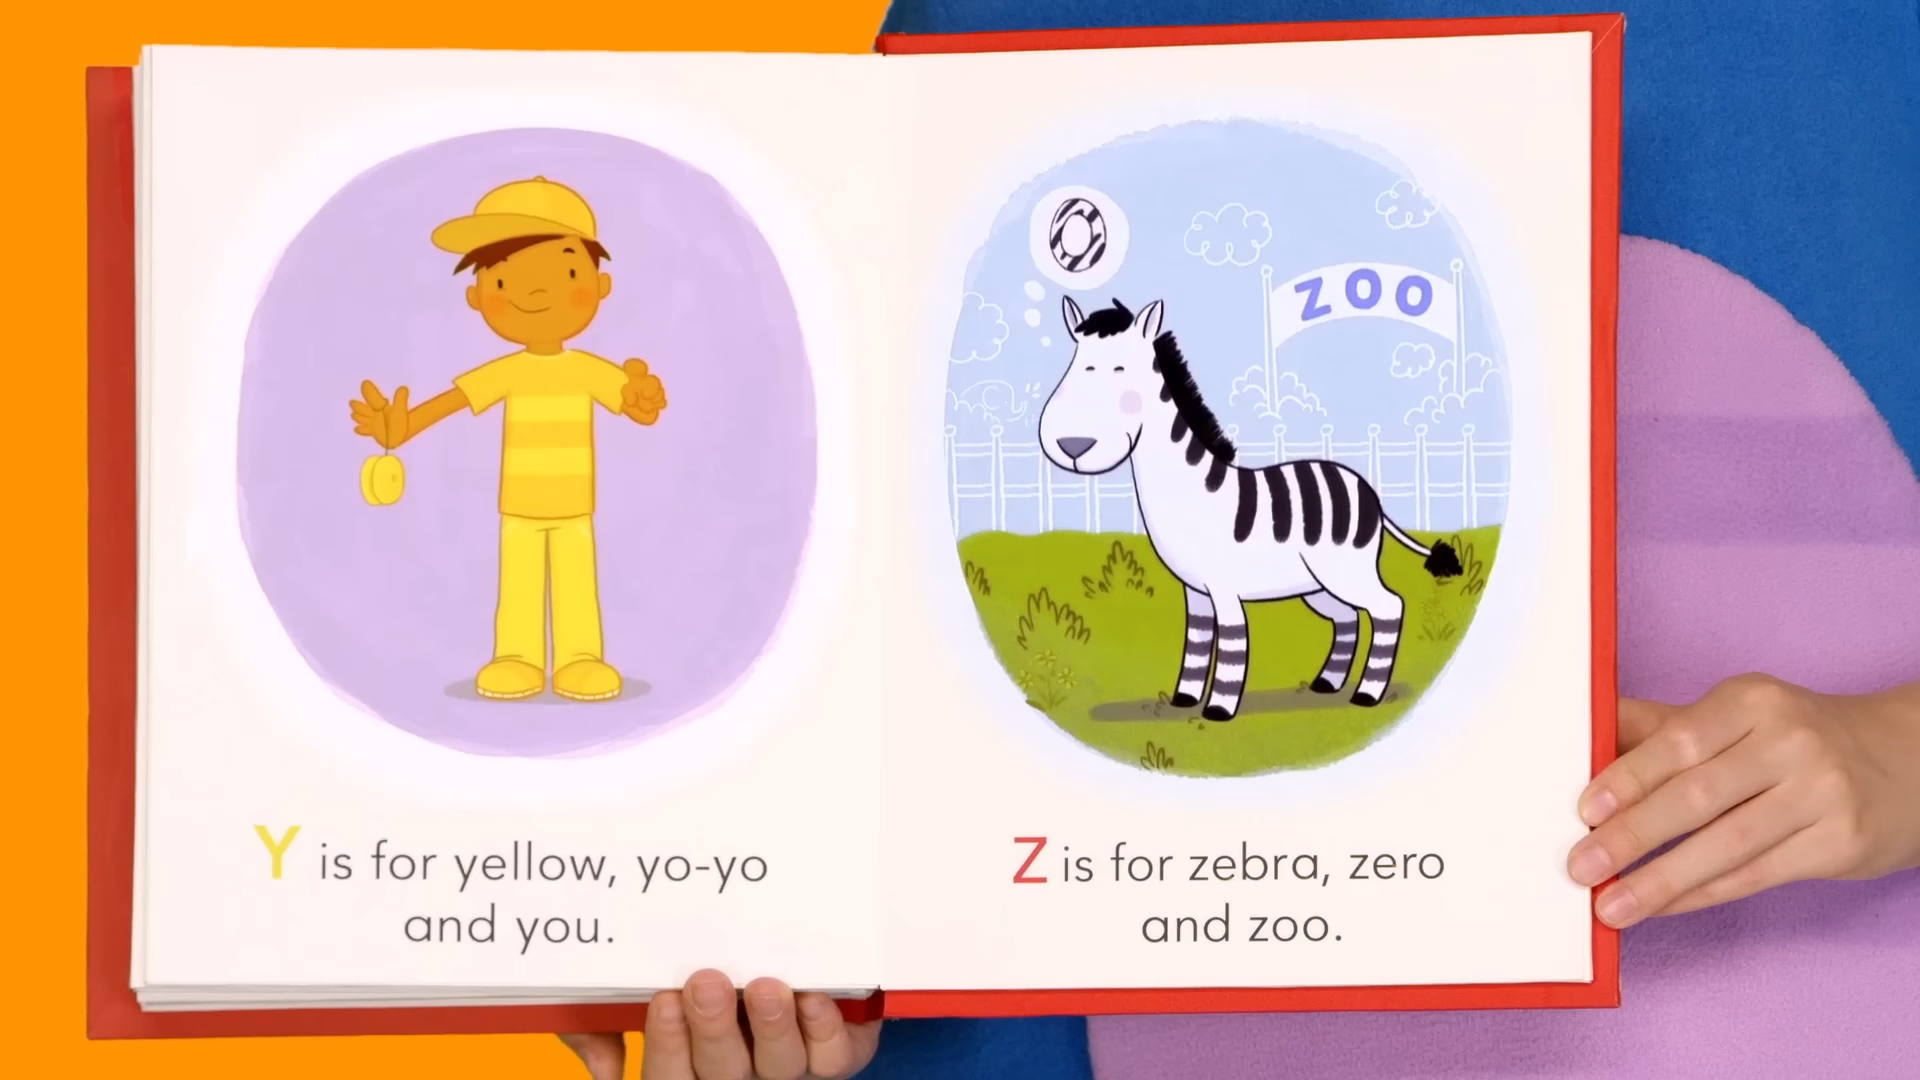 Y is for yellow, yo-yo
and you.
ZOO
Z is for zebra, zero
and zoo.